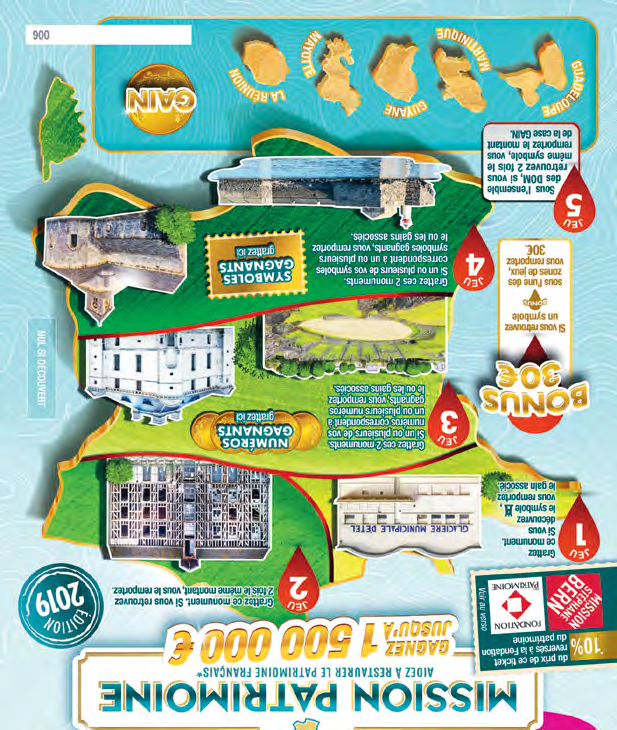 MISSION PATRIMOINE
AIDEZ À RESTAURER LE PATRIMOINE FRANÇAIS*
GAGNEZ
JUSQU'À
1 500 000 €
ÉDITION
2019
*10%
du prix de ce ticket
reversés à la Fondation
du patrimoine
MISSION
STÉPHANE
BERN
FONDATION
PATRIMOINE
Voir au verso
JEU
1
Grattez
ce monument.
Si vous
découvrez
le symbole ,
vous remportez
le gain associé.
GLACIÈRE MUNICIPALE D'ÉTEL
JEU
2
Grattez ce monument. Si vous retrouvez
2 fois le même montant, vous le remportez.
JEU
3
Grattez ces 2 monuments.
Si un ou plusieurs de vos
numéros correspondent à
un ou plusieurs numéros
gagnants, vous remportez
le ou les gains associés.
NUMÉROS
GAGNANTS
grattez ici
BONUS
30€
Si vous retrouvez
un symbole
BONUS
sous l'une des
zones de jeux,
vous remportez
30€.
JEU
4
Grattez ces 2 monuments.
Si un ou plusieurs de vos symboles
correspondent à un ou plusieurs
symboles gagnants, vous remportez
le ou les gains associés.
SYMBOLES
GAGNANTS
grattez ici
NUL SI DÉCOUVERT
JEU
5
Sous l'ensemble
des DOM, si vous
retrouvez 2 fois le
même symbole, vous
remportez le montant
de la case GAIN.
GUADELOUPE
MARTINIQUE
GUYANE
MAYOTTE
LA RÉUNION
GAIN
006